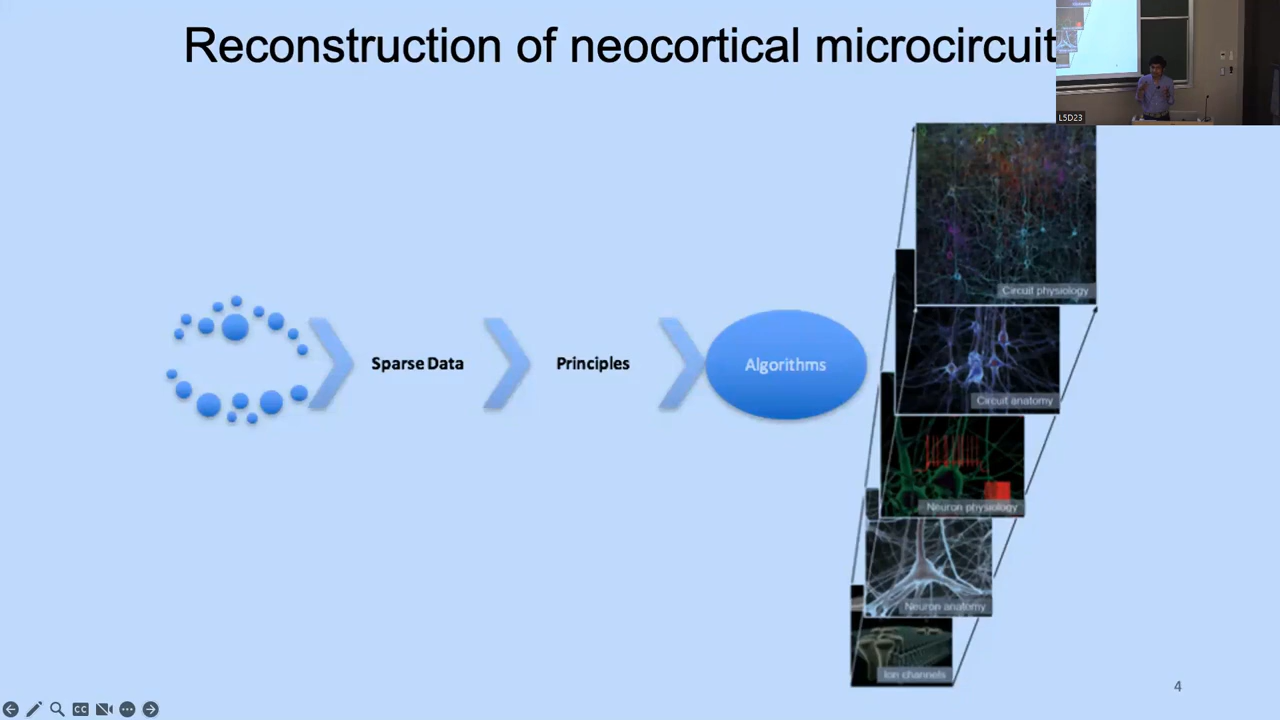 Reconstruction of neocortical microcircuit
L5D23
Circuit physiology
Sparse Data
Principles
Algorithms
Circuit anatomy
Neuron physiology
Neuron anatomy
Ion channels
4
CC